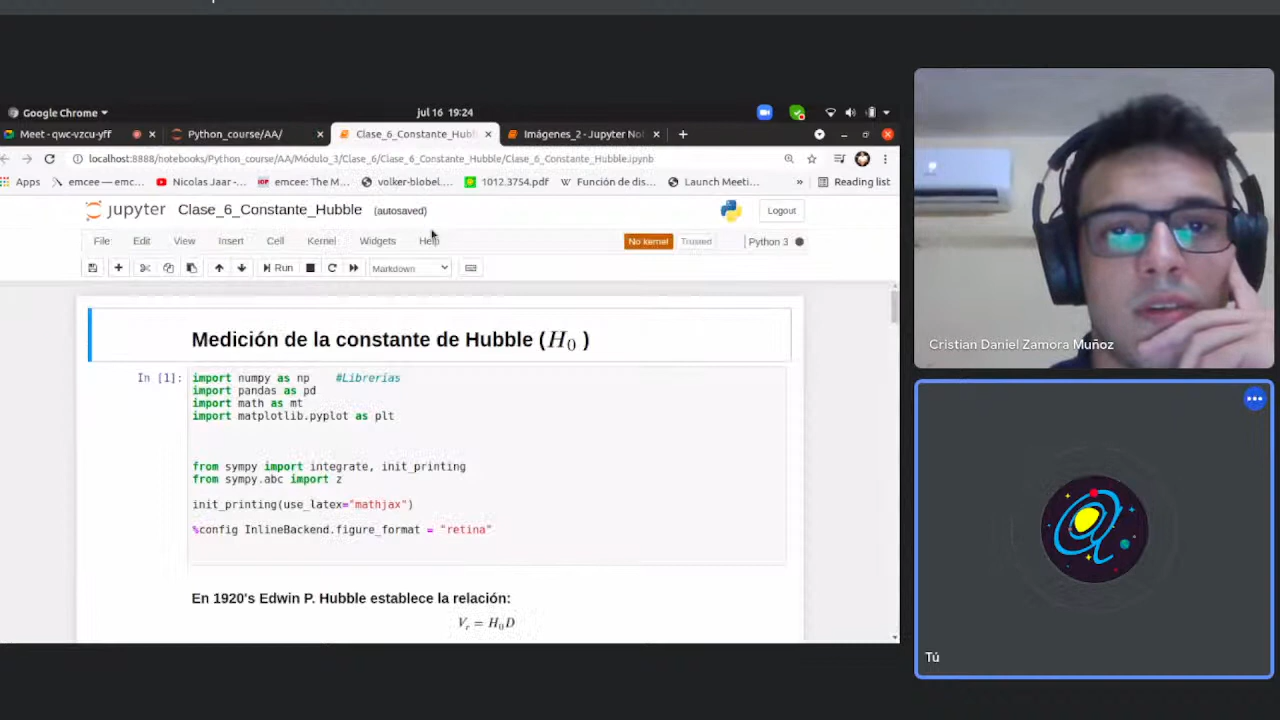 Google Chrome
jul 16 19:24
Meet - qwc-vzcu-yff
Python_course/AA/
Clase_6_Constante_Hubb
Imágenes_2 - Jupyter No
localhost:8888/notebooks/Python_course/AA/Módulo_3/Clase_6/Clase_6_Constante_Hubble/Clase_6_Constante_Hubble.ipynb
Apps
emcee — emc...
Nicolas Jaar -...
emcee: The M...
volker-blobel....
1012.3754.pdf
Función de dis...
Launch Meeti...
»
Reading list
jupyter Clase_6_Constante_Hubble (autosaved)
Logout
File Edit View Insert Cell Kernel Widgets Help
No kernel Trusted Python 3
Run Markdown
Medición de la constante de Hubble (H₀ )
In [1]: import numpy as np #Librerías
import pandas as pd
import math as mt
import matplotlib.pyplot as plt
from sympy import integrate, init_printing
from sympy.abc import z
init_printing(use_latex="mathjax")
%config InlineBackend.figure_format = "retina"
En 1920's Edwin P. Hubble establece la relación:
Vᵣ = H₀D
Cristian Daniel Zamora Muñoz
Tú